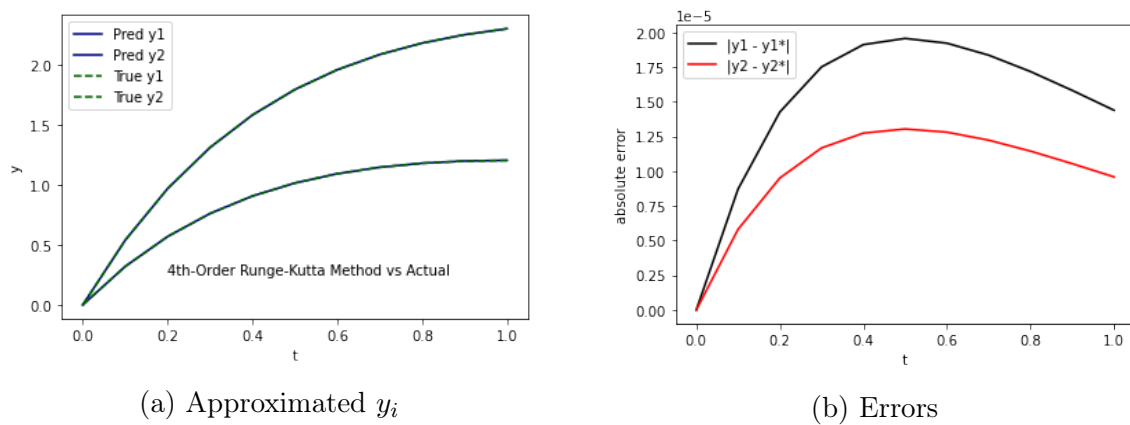 Pred y1
Pred y2
True y1
True y2
2.0
1.5
1.0
0.5
0.0
y
4th-Order Runge-Kutta Method vs Actual
0.0 0.2 0.4 0.6 0.8 1.0
t
(a) Approximated yᵢ
1e−5
|y1 - y1*|
|y2 - y2*|
2.00
1.75
1.50
1.25
1.00
0.75
0.50
0.25
0.00
absolute error
0.0 0.2 0.4 0.6 0.8 1.0
t
(b) Errors